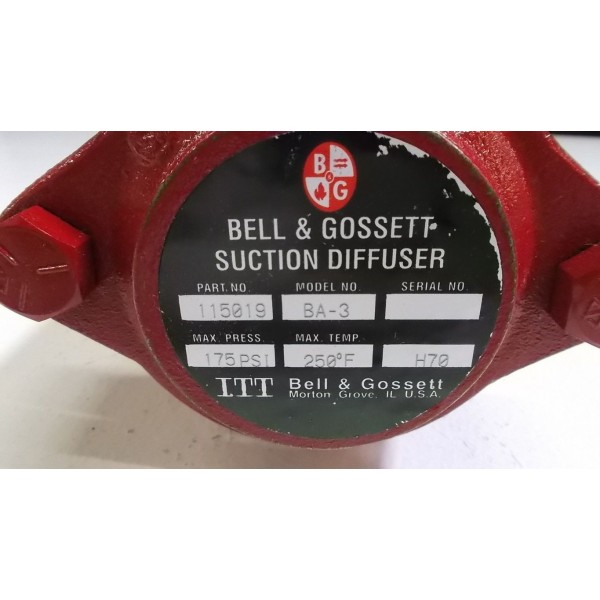 B
&
G
BELL & GOSSETT
SUCTION DIFFUSER
PART. NO. MODEL NO. SERIAL NO
115019 BA-3
MAX. PRESS. MAX. TEMP.
175 PSI 250°F H70
ITT Bell & Gossett
Morton Grove, IL U.S.A.